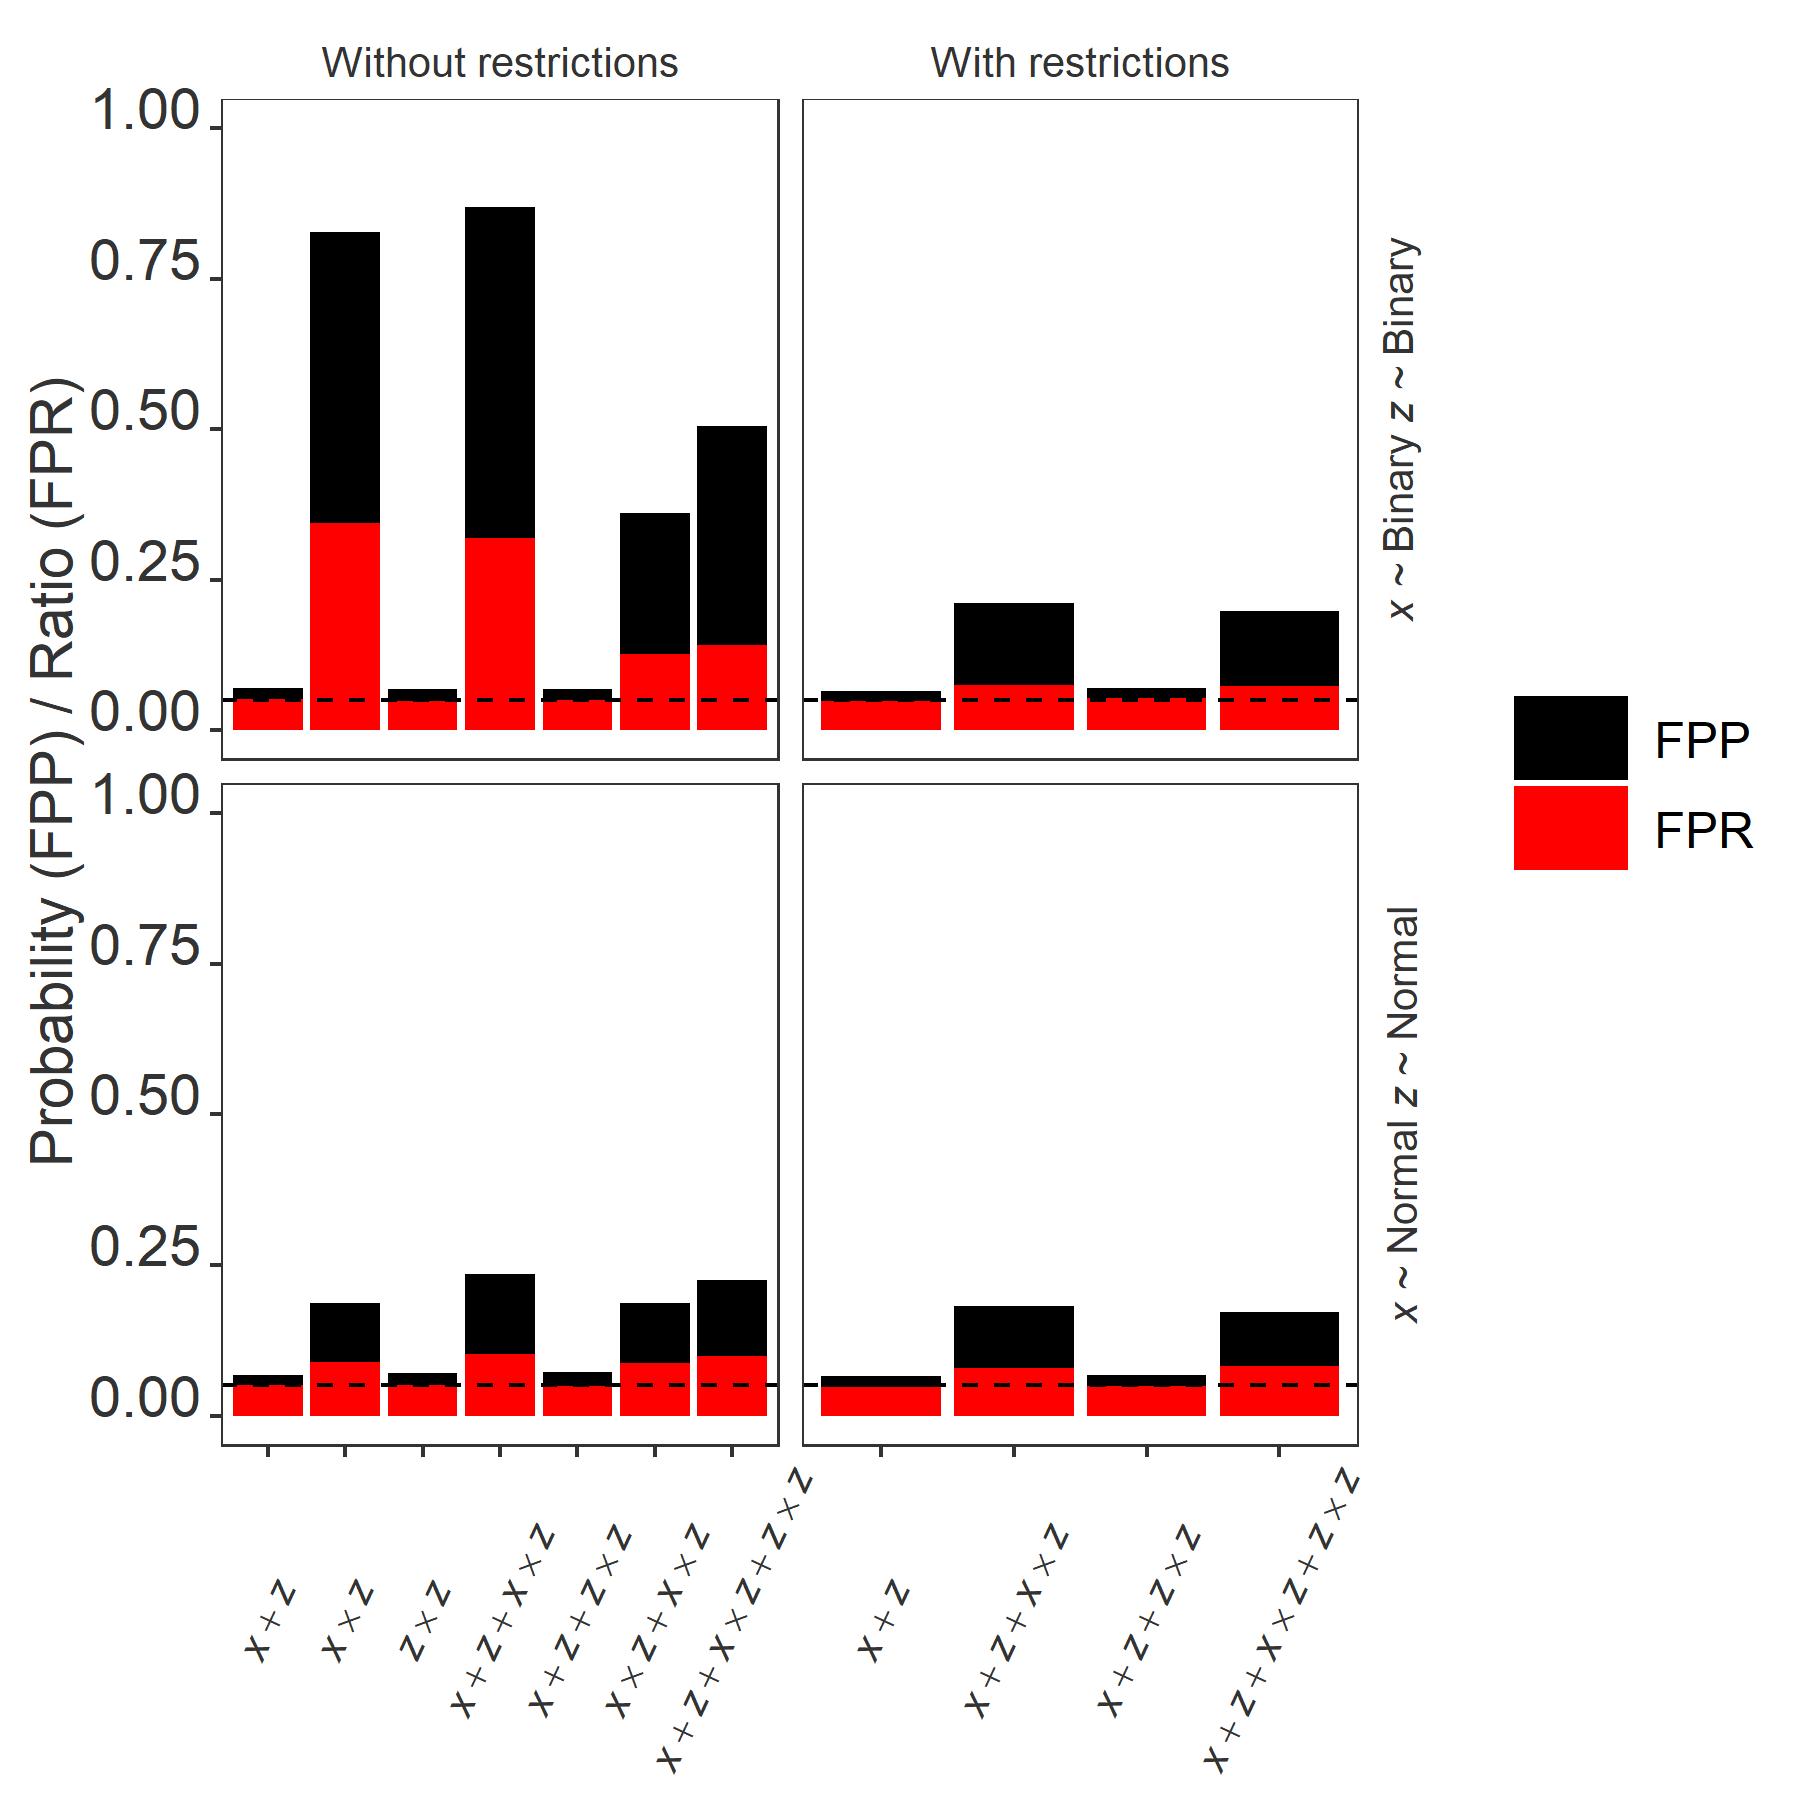 Without restrictions
With restrictions
Probability (FPP) / Ratio (FPR)
1.00
0.75
0.50
0.25
0.00
x ~ Binary z ~ Binary
1.00
0.75
0.50
0.25
0.00
x ~ Normal z ~ Normal
FPP
FPR
x + z
x × z
z × z
x + z + x × z
x + z + z × z
x × z + x × z
x + z + x × z + z × z
x + z
x + z + x × z
x + z + z × z
x + z + x × z + z × z